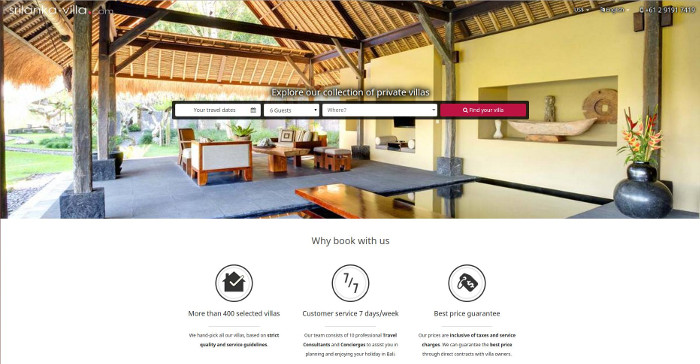 srilanka-villa.com
US$ English +61 2 9191 7419
Explore our collection of private villas
Your travel dates 6 Guests Where? Find your villa
Why book with us
7/7
More than 400 selected villas Customer service 7 days/week Best price guarantee
We hand-pick all our villas, based on strict Our team consists of 10 professional Travel Our prices are inclusive of taxes and service
quality and service guidelines. Consultants and Concierges to assist you in charges. We can guarantee the best price
planning and enjoying your holiday in Bali. through direct contracts with villa owners.